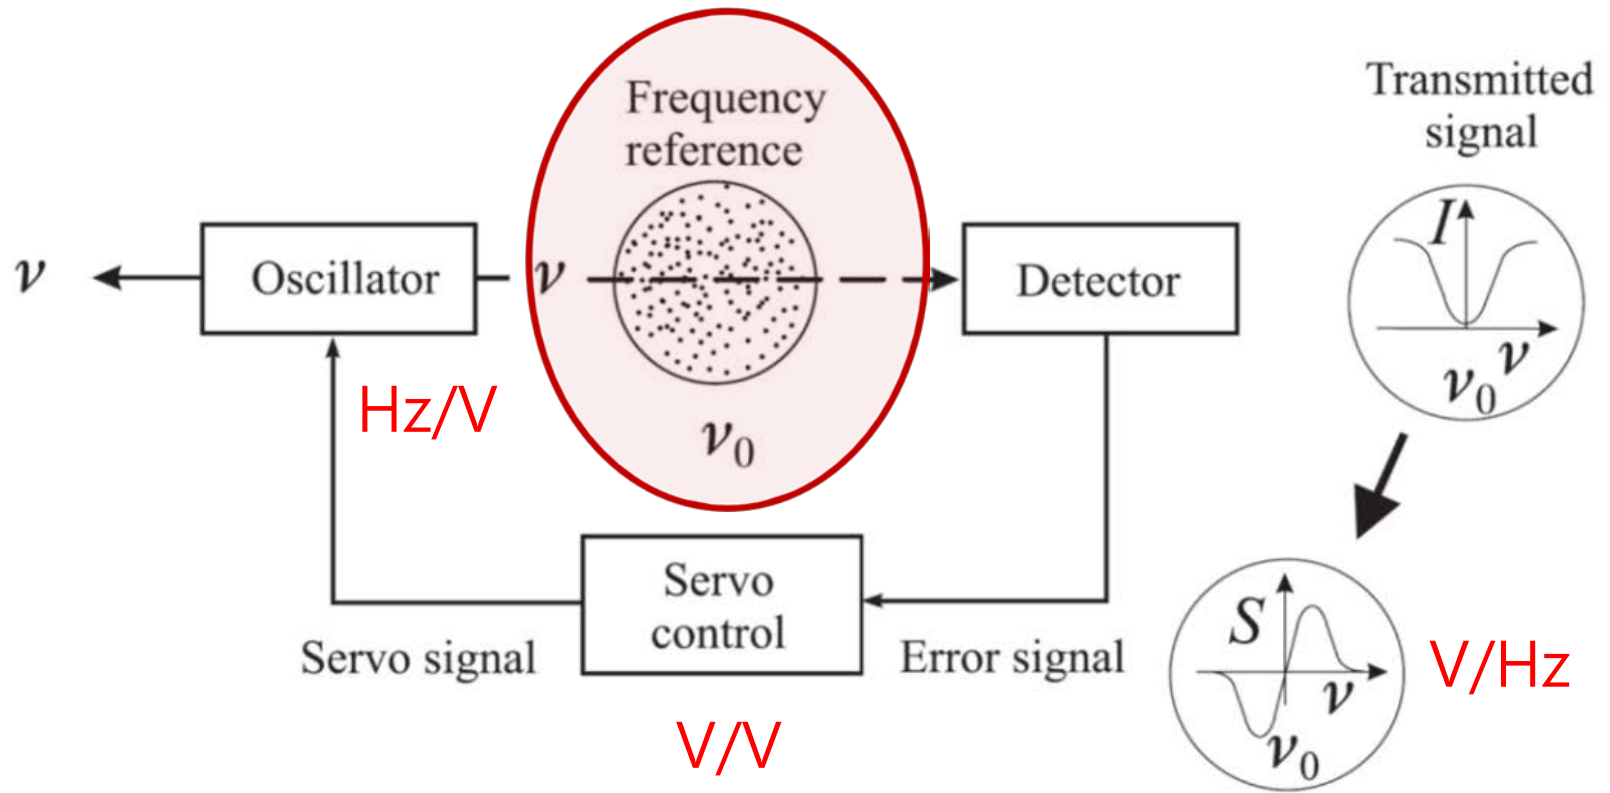 Frequency
reference
Transmitted
signal
I
ν
ν₀
ν
Oscillator
ν
Detector
ν₀
Hz/V
Servo
control
Servo signal
Error signal
V/V
S
ν
ν₀
V/Hz